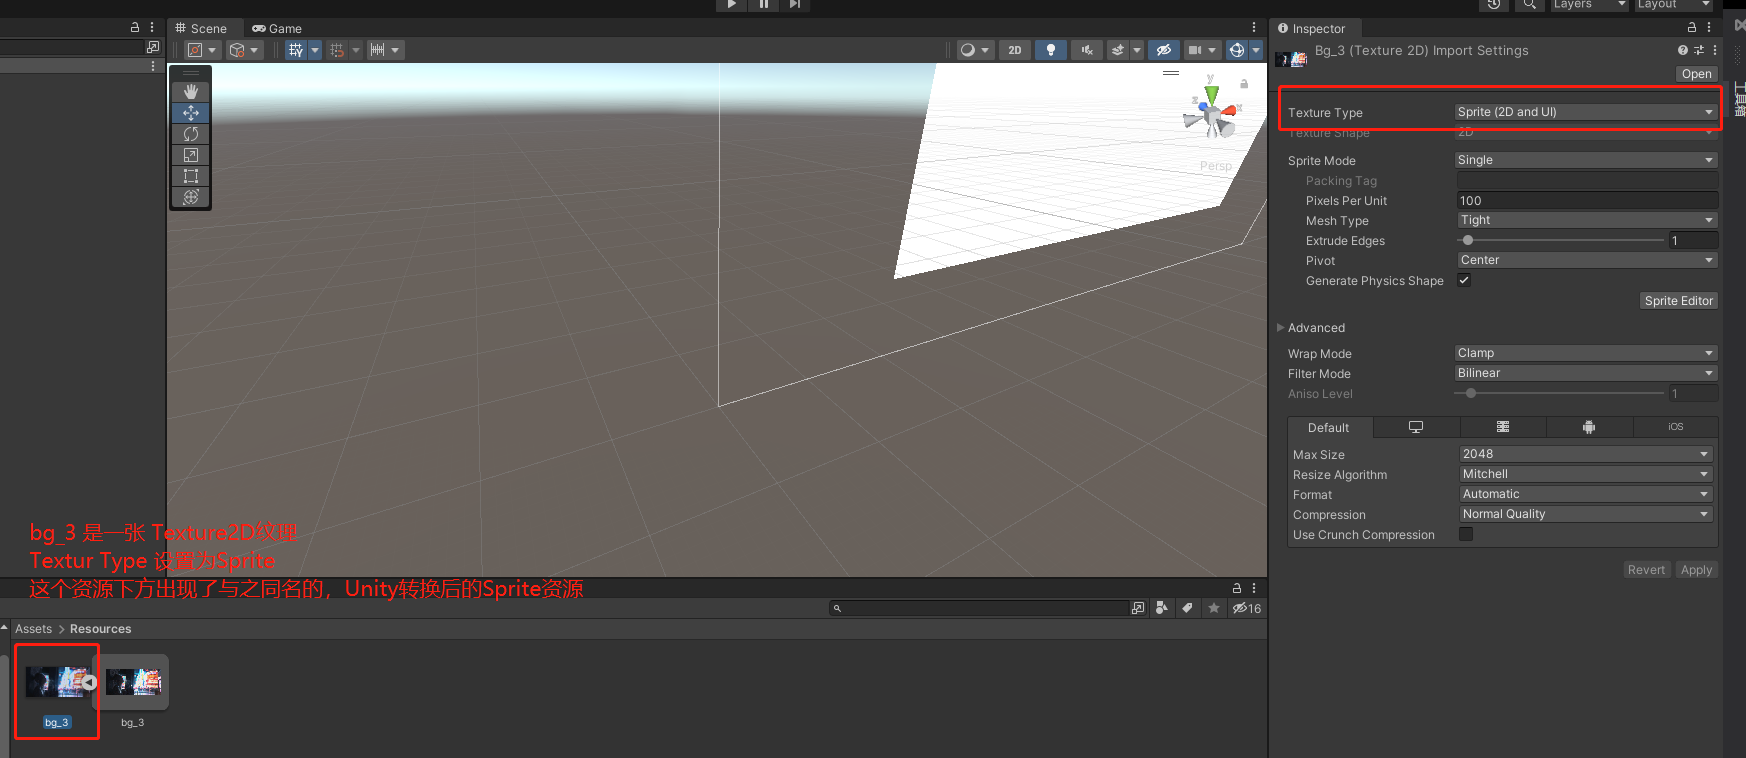 Layers
Layout
Scene
Game
Inspector
2D
Bg_3 (Texture 2D) Import Settings
Open
y
z
x
Persp
Texture Type
Sprite (2D and UI)
Texture Shape
2D
Sprite Mode
Single
Packing Tag
Pixels Per Unit
100
Mesh Type
Tight
Extrude Edges
1
Pivot
Center
Generate Physics Shape
Sprite Editor
Advanced
Wrap Mode
Clamp
Filter Mode
Bilinear
Aniso Level
1
Default
iOS
Max Size
2048
Resize Algorithm
Mitchell
Format
Automatic
Compression
Normal Quality
Use Crunch Compression
Revert
Apply
bg_3 是一张 Texture2D纹理
Textur Type 设置为Sprite
这个资源下方出现了与之同名的，Unity转换后的Sprite资源
16
Assets > Resources
bg_3
bg_3